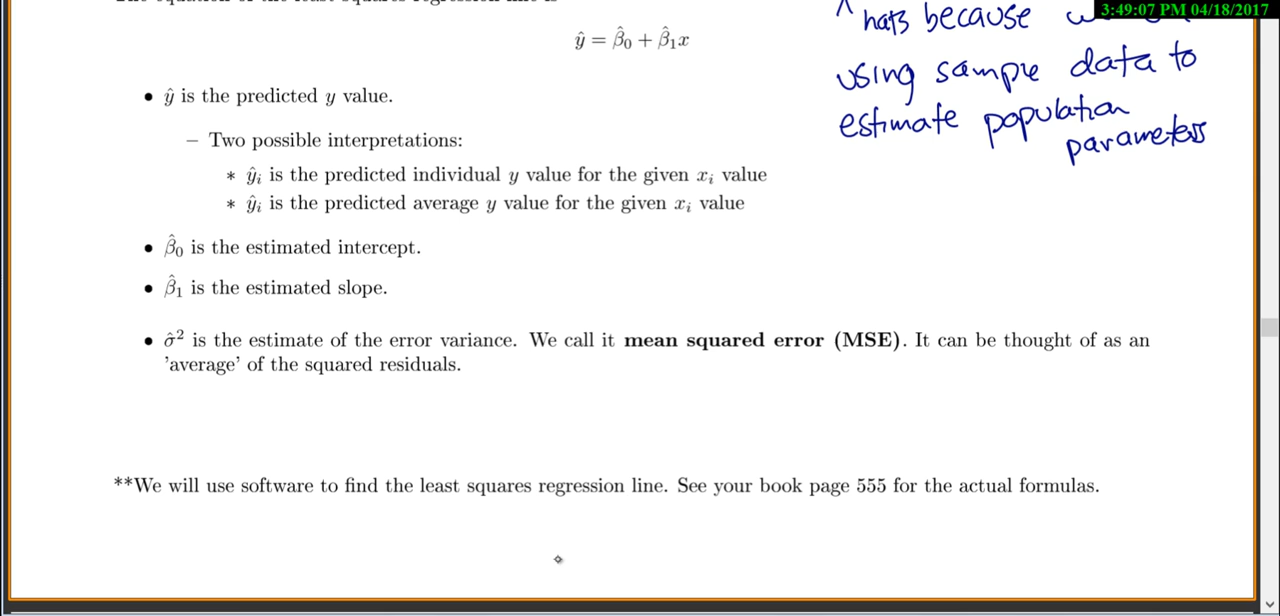 hats because
3:49:07 PM 04/18/2017
ŷ = β̂₀ + β̂₁x
using sample data to
estimate population
parameters
• ŷ is the predicted y value.
– Two possible interpretations:
* ŷᵢ is the predicted individual y value for the given xᵢ value
* ŷᵢ is the predicted average y value for the given xᵢ value
• β̂₀ is the estimated intercept.
• β̂₁ is the estimated slope.
• σ̂² is the estimate of the error variance. We call it mean squared error (MSE). It can be thought of as an
'average' of the squared residuals.
**We will use software to find the least squares regression line. See your book page 555 for the actual formulas.